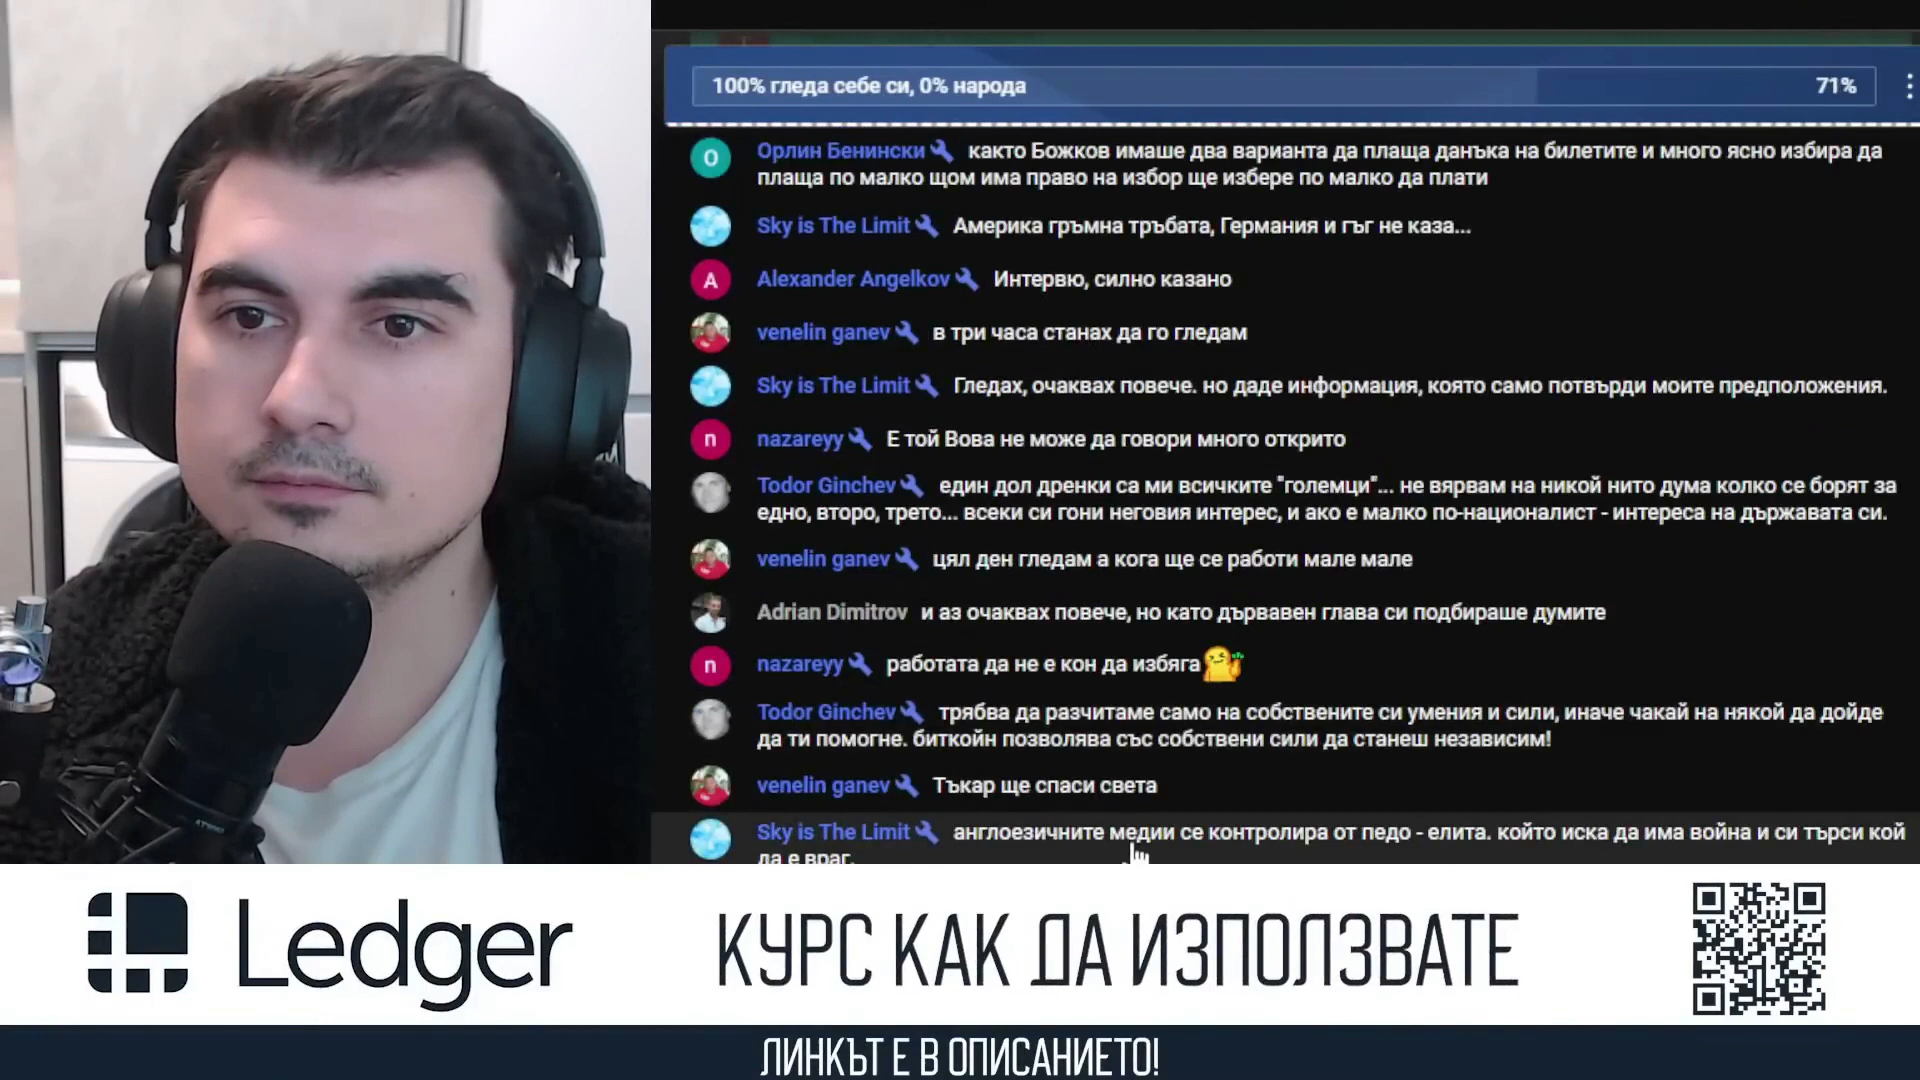 100% гледа себе си, 0% народа 71%
О Орлин Бенински както Божков имаше два варианта да плаща данъка на билетите и много ясно избира да
плаща по малко щом има право на избор ще избере по малко да плати
Sky is The Limit Америка гръмна тръбата, Германия и гъг не каза...
A Alexander Angelkov Интервю, силно казано
venelin ganev в три часа станах да го гледам
Sky is The Limit Гледах, очаквах повече. но даде информация, която само потвърди моите предположения.
n nazareyy Е той Вова не може да говори много открито
Todor Ginchev един дол дренки са ми всичките "големци"... не вярвам на никой нито дума колко се борят за
едно, второ, трето... всеки си гони неговия интерес, и ако е малко по-националист - интереса на държавата си.
venelin ganev цял ден гледам а кога ще се работи мале мале
Adrian Dimitrov и аз очаквах повече, но като дървавен глава си подбираше думите
n nazareyy работата да не е кон да избяга
Todor Ginchev трябва да разчитаме само на собствените си умения и сили, иначе чакай на някой да дойде
да ти помогне. биткойн позволява със собствени сили да станеш независим!
venelin ganev Тъкар ще спаси света
Sky is The Limit англоезичните медии се контролира от педо - елита. който иска да има война и си търси кой
да е враг.
Ledger КУРС КАК ДА ИЗПОЛЗВАТЕ
ЛИНКЪТ Е В ОПИСАНИЕТО!